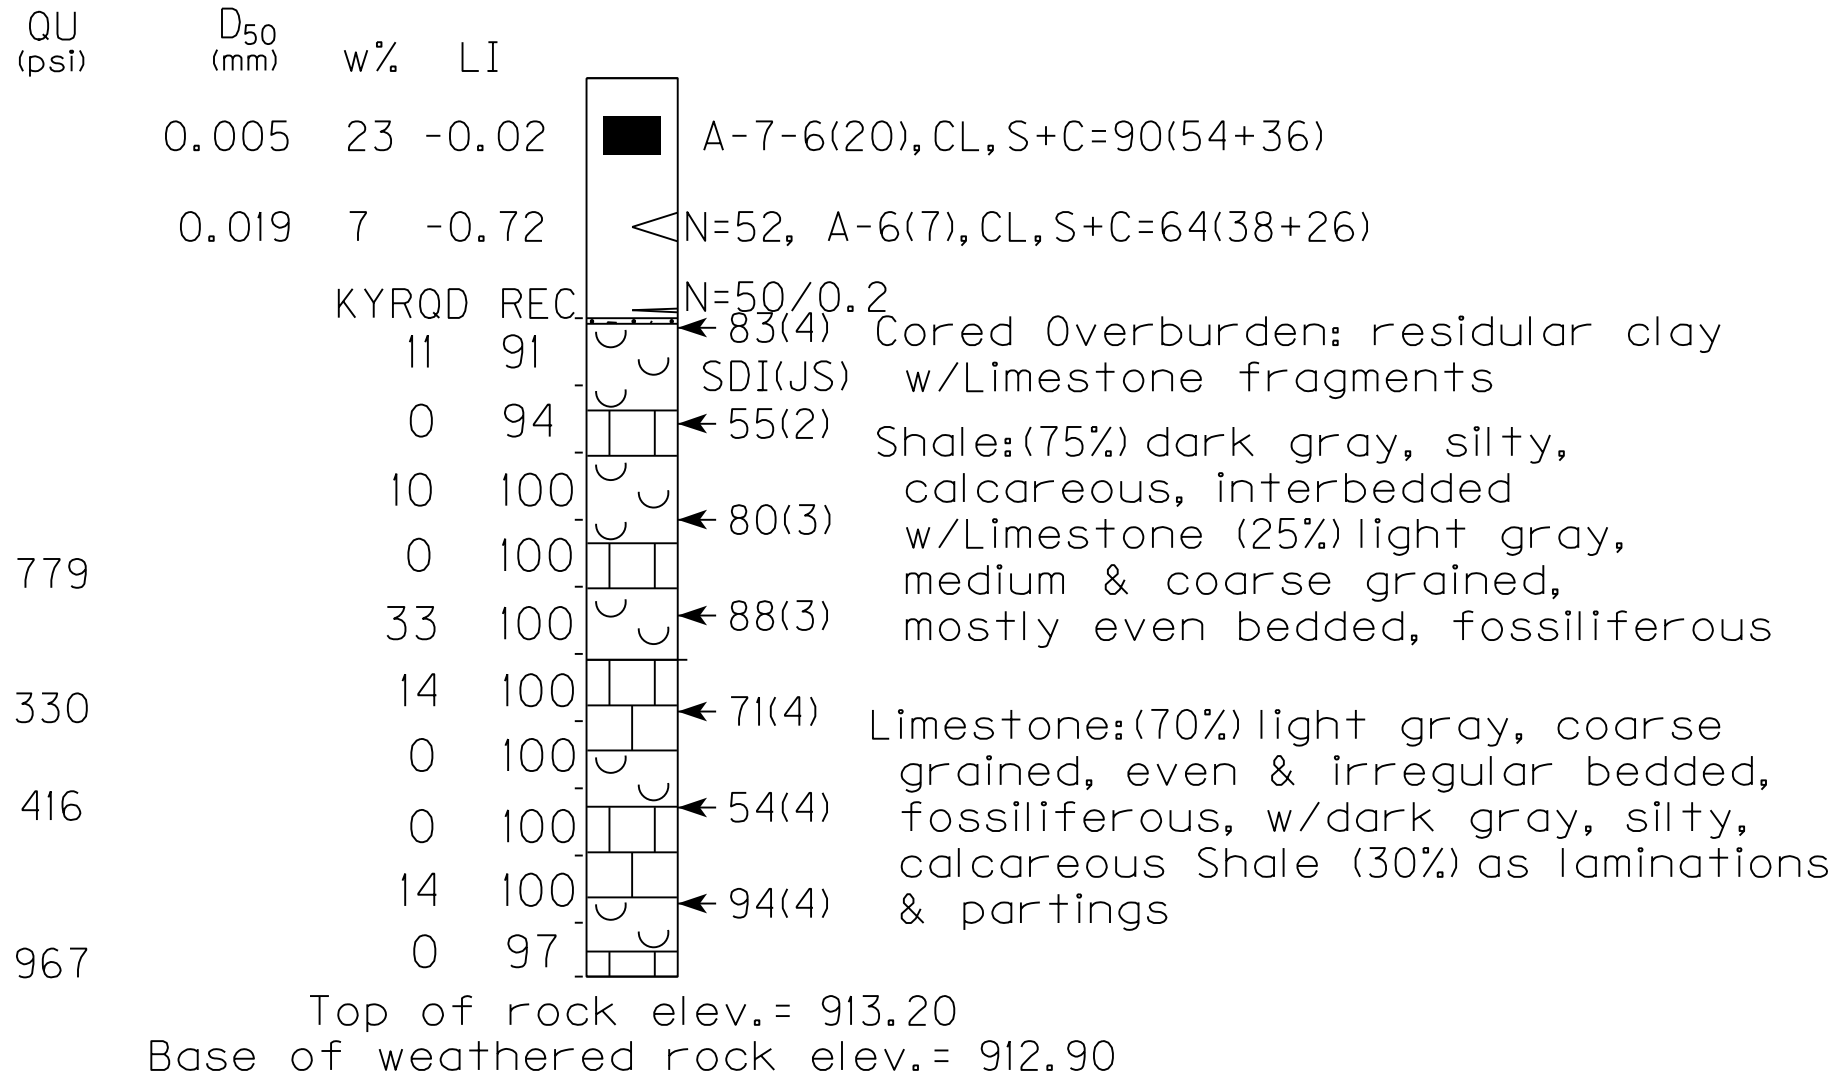 QU D50 w% LI
(psi) (mm)
0.005 23 -0.02 A-7-6(20), CL, S+C=90(54+36)
0.019 7 -0.72 N=52, A-6(7), CL, S+C=64(38+26)
KYRQD REC N=50/0.2
83(4) Cored Overburden: residular clay
11 91
SDI(JS) w/Limestone fragments
0 94 55(2)
Shale:(75%) dark gray, silty,
10 100 calcareous, interbedded
80(3) w/Limestone (25%) light gray,
0 100
779 medium & coarse grained,
33 100 88(3) mostly even bedded, fossiliferous
14 100
330 71(4) Limestone:(70%) light gray, coarse
0 100 grained, even & irregular bedded,
416 54(4) fossiliferous, w/dark gray, silty,
0 100
calcareous Shale (30%) as laminations
14 100 94(4) & partings
0 97
967
Top of rock elev.= 913.20
Base of weathered rock elev.= 912.90